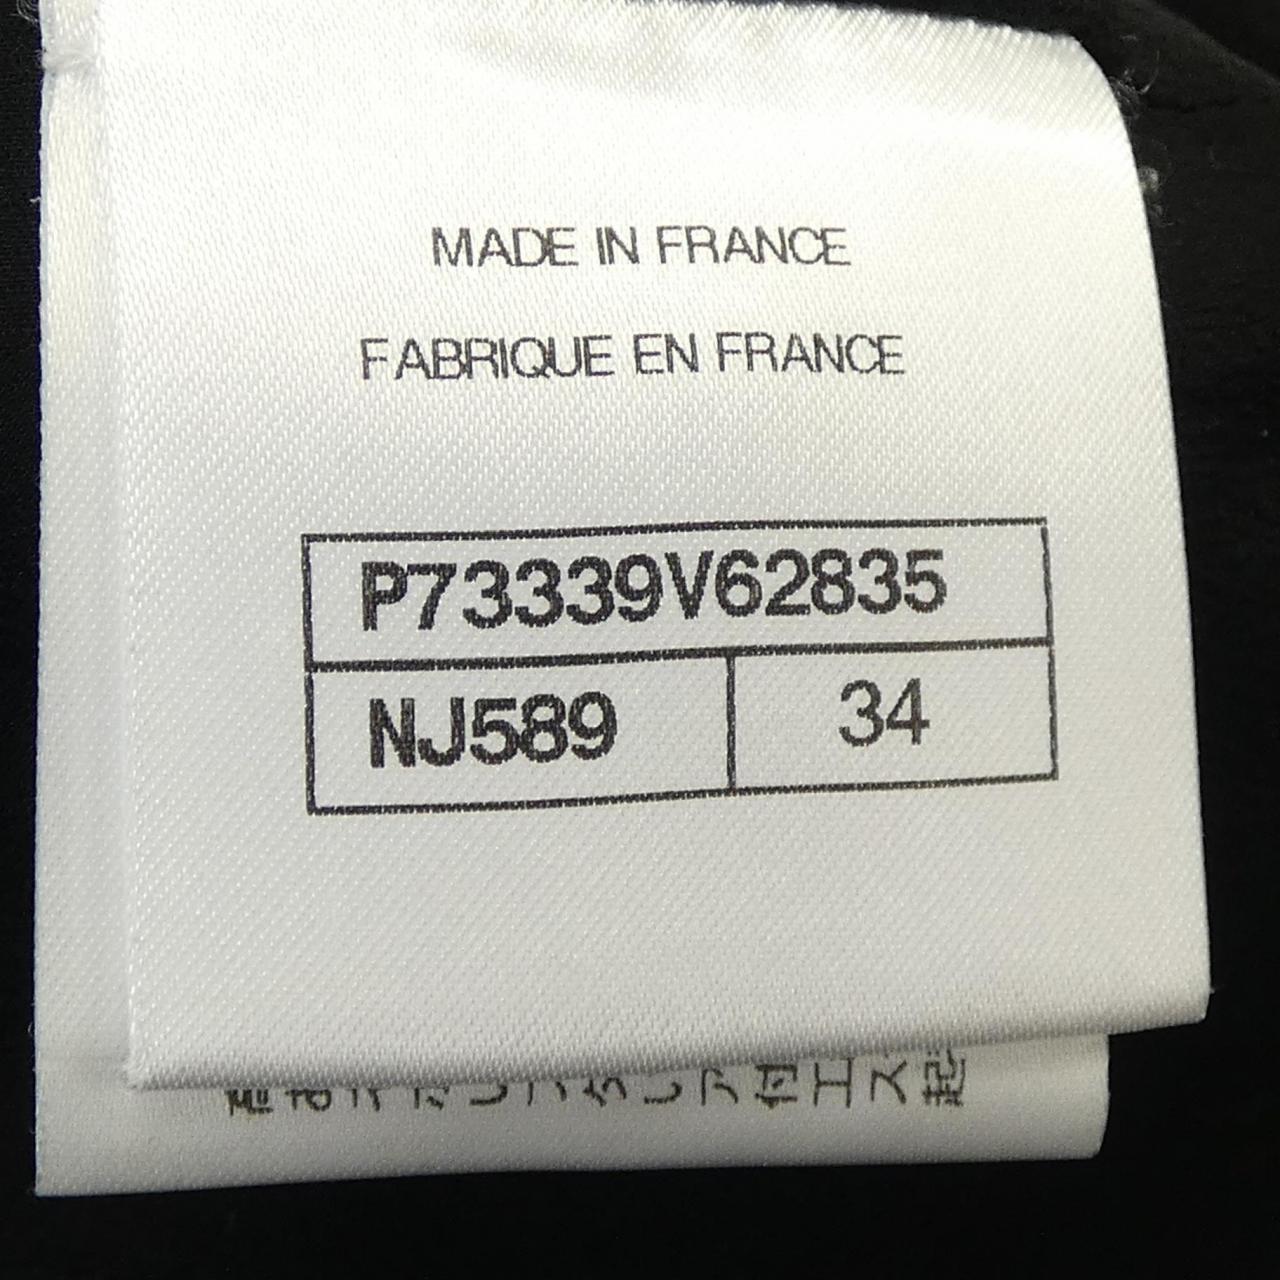 MADE IN FRANCE
FABRIQUE EN FRANCE
P73339V62835
NJ589 34